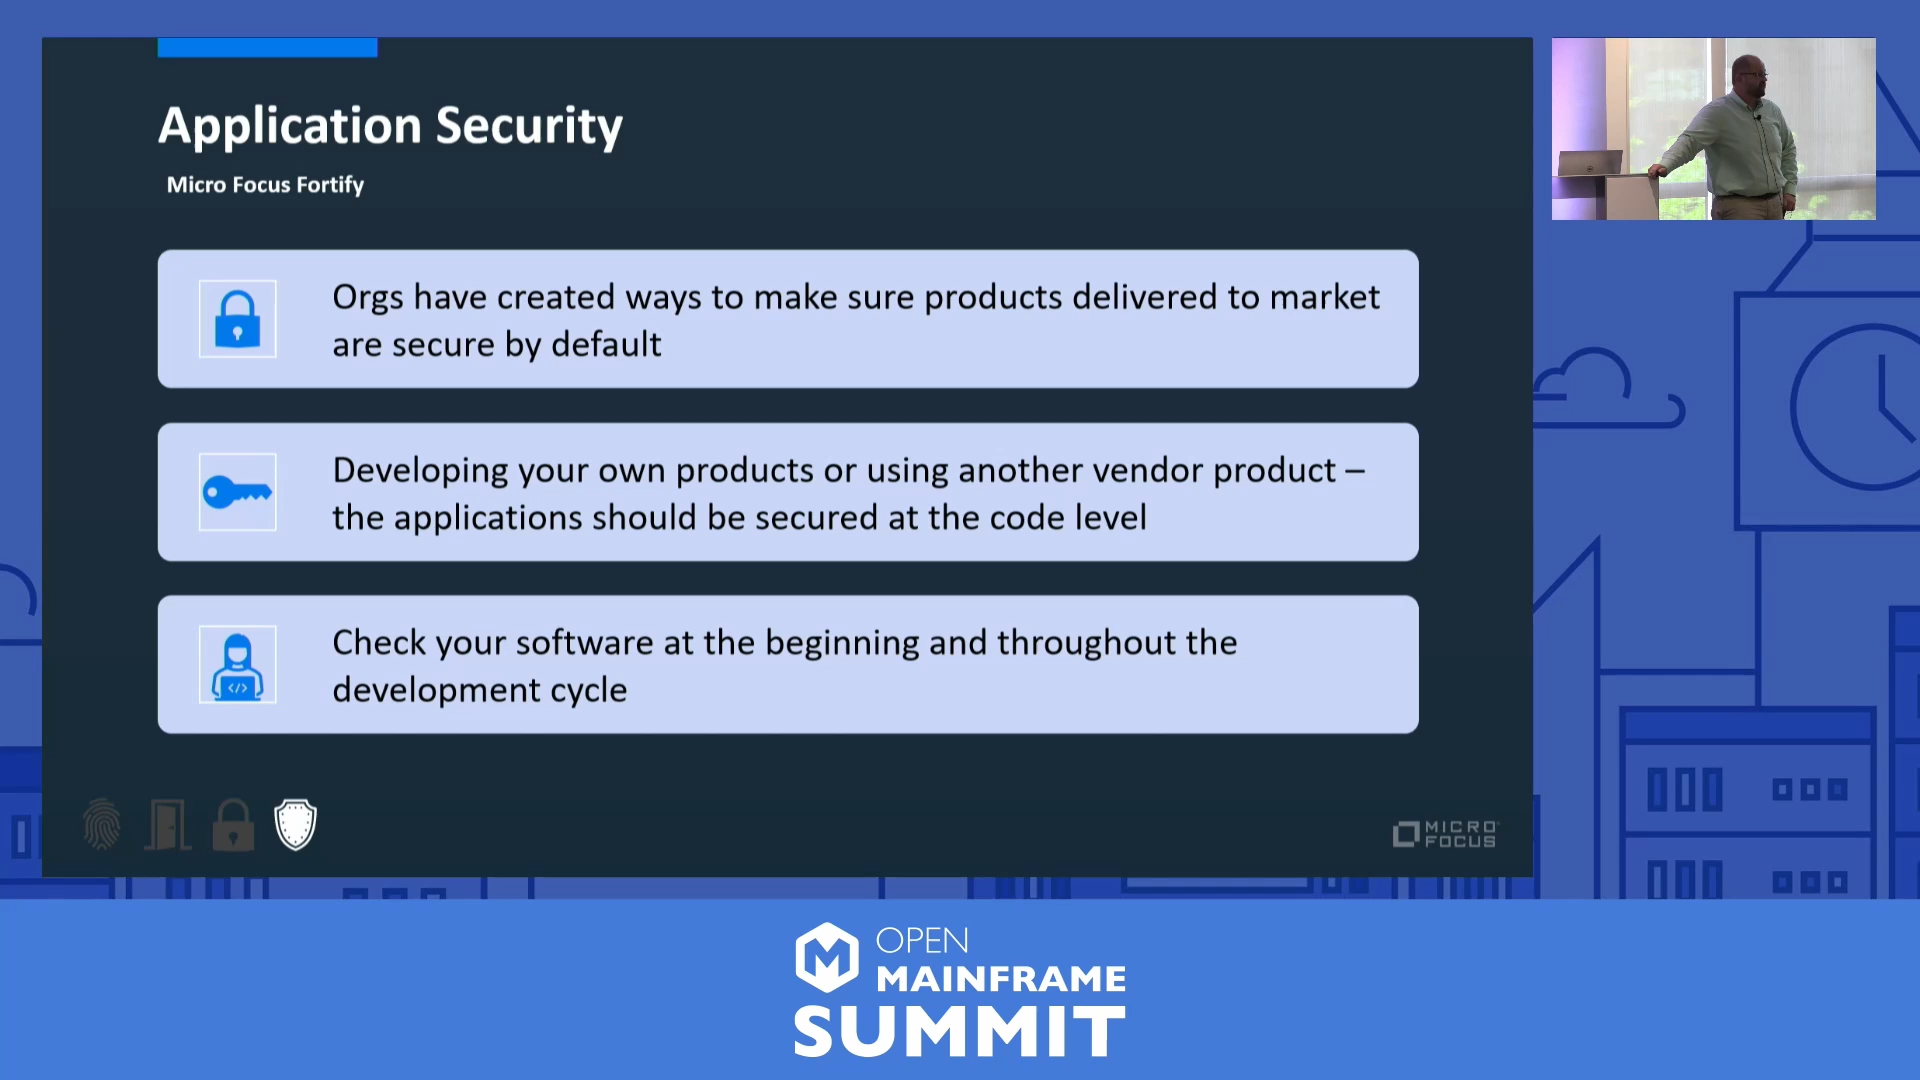 Application Security
Micro Focus Fortify
Orgs have created ways to make sure products delivered to market
are secure by default
Developing your own products or using another vendor product –
the applications should be secured at the code level
Check your software at the beginning and throughout the
development cycle
</>
MICRO
FOCUS
OPEN
MAINFRAME
SUMMIT